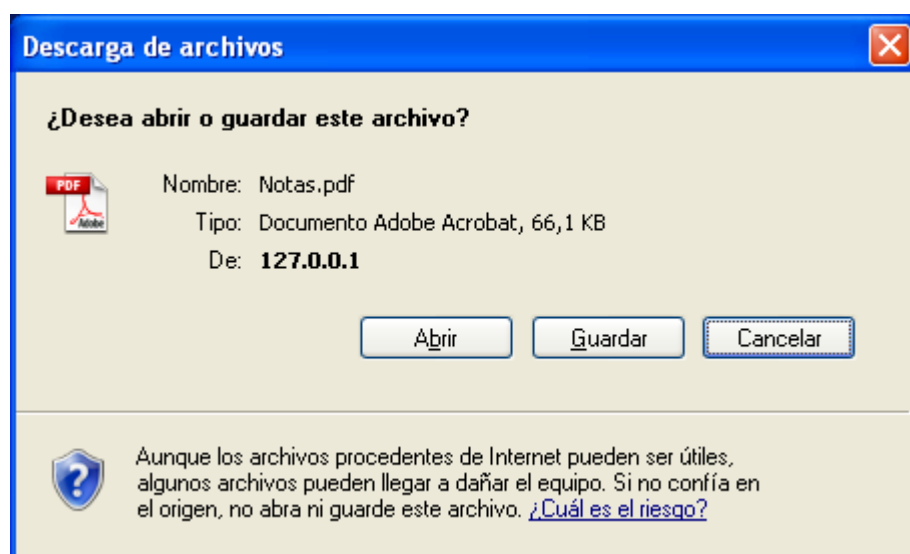 Descarga de archivos
¿Desea abrir o guardar este archivo?
PDF
Adobe
Nombre: Notas.pdf
Tipo: Documento Adobe Acrobat, 66,1 KB
De: 127.0.0.1
Abrir Guardar Cancelar
Aunque los archivos procedentes de Internet pueden ser útiles,
algunos archivos pueden llegar a dañar el equipo. Si no confía en
el origen, no abra ni guarde este archivo. ¿Cuál es el riesgo?